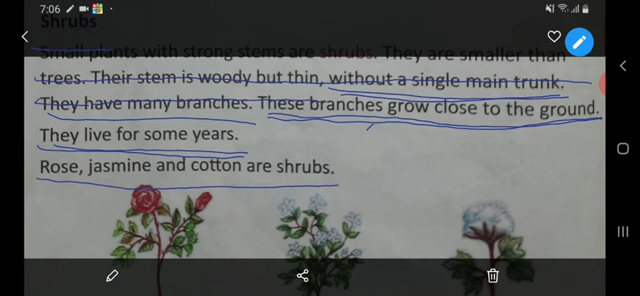 7:06
Shrubs
Small plants with strong stems are shrubs. They are smaller than
trees. Their stem is woody but thin, without a single main trunk.
They have many branches. These branches grow close to the ground.
They live for some years.
Rose, jasmine and cotton are shrubs.